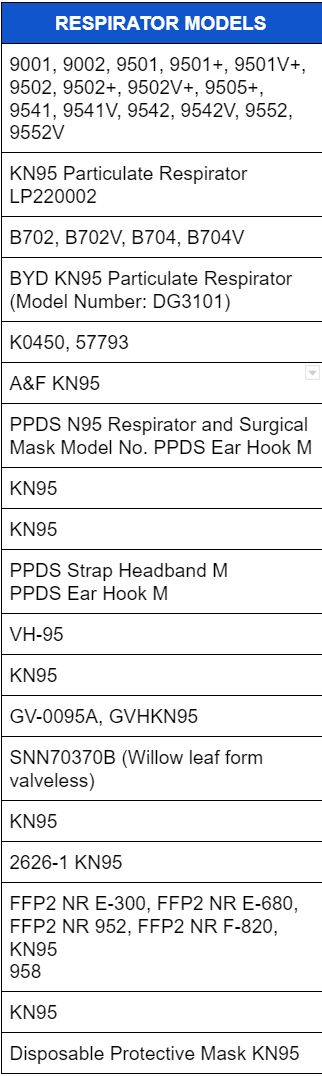 RESPIRATOR MODELS
9001, 9002, 9501, 9501+, 9501V+,
9502, 9502+, 9502V+, 9505+,
9541, 9541V, 9542, 9542V, 9552,
9552V
KN95 Particulate Respirator
LP220002
B702, B702V, B704, B704V
BYD KN95 Particulate Respirator
(Model Number: DG3101)
K0450, 57793
A&F KN95
PPDS N95 Respirator and Surgical
Mask Model No. PPDS Ear Hook M
KN95
KN95
PPDS Strap Headband M
PPDS Ear Hook M
VH-95
KN95
GV-0095A, GVHKN95
SNN70370B (Willow leaf form
valveless)
KN95
2626-1 KN95
FFP2 NR E-300, FFP2 NR E-680,
FFP2 NR 952, FFP2 NR F-820,
KN95
958
KN95
Disposable Protective Mask KN95